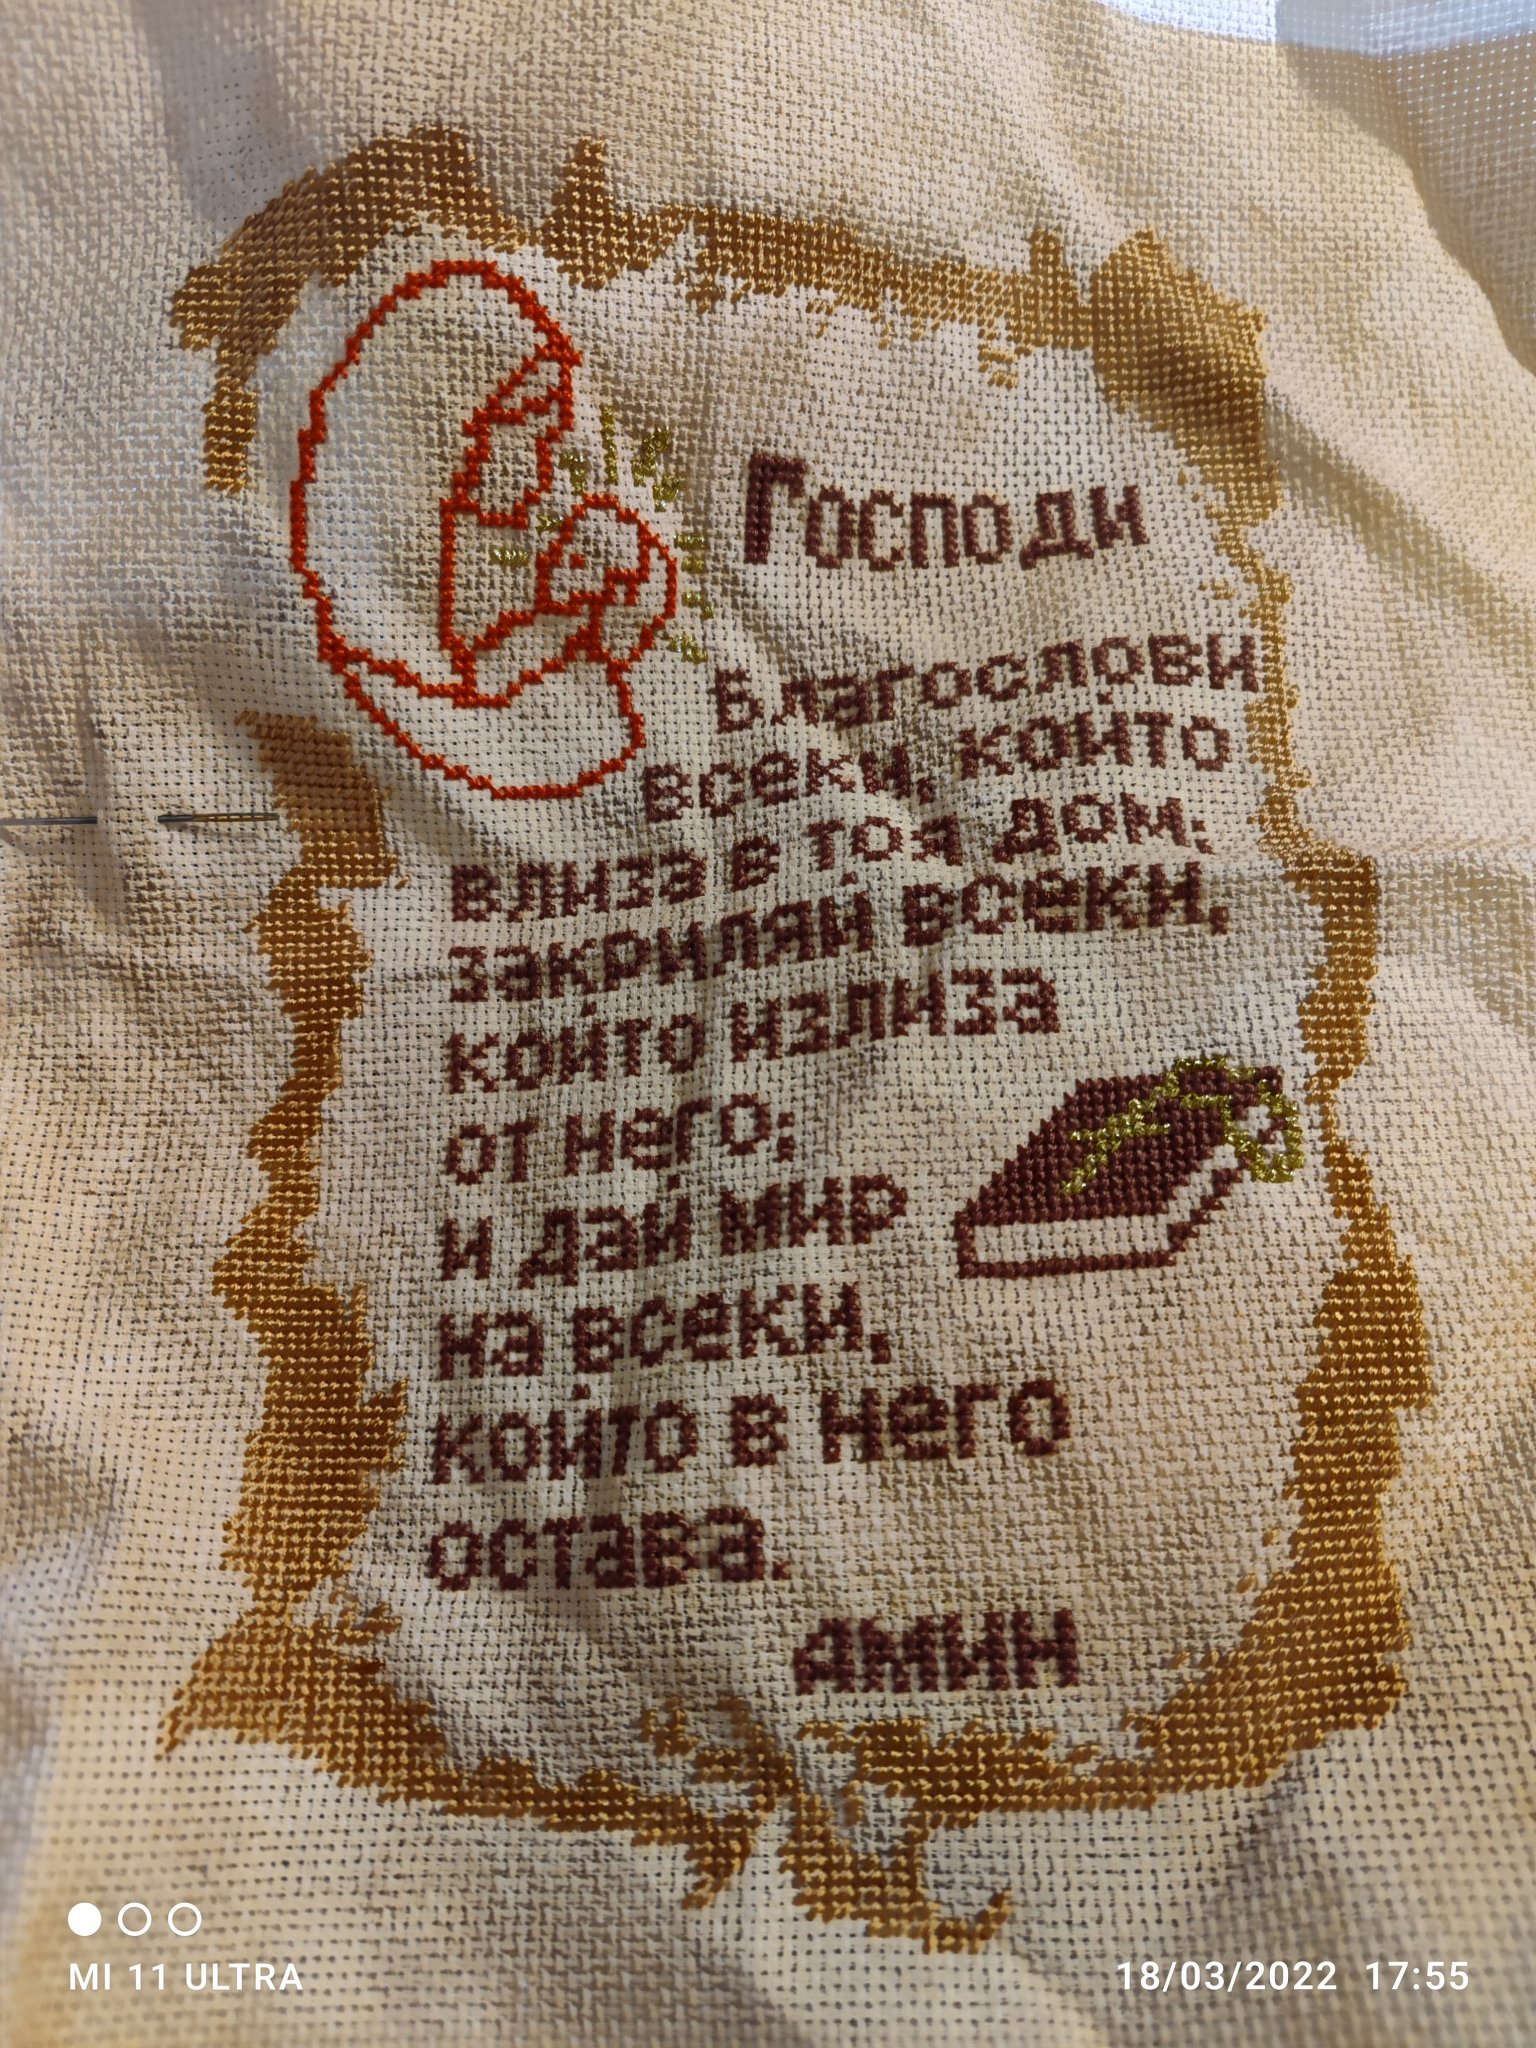 Господи
Благослови
всеки, който
влиза в тоя дом;
закриляй всеки,
който излиза
от него;
и дай мир
на всеки,
който в него
остава.
Амин
MI 11 ULTRA
18/03/2022 17:55